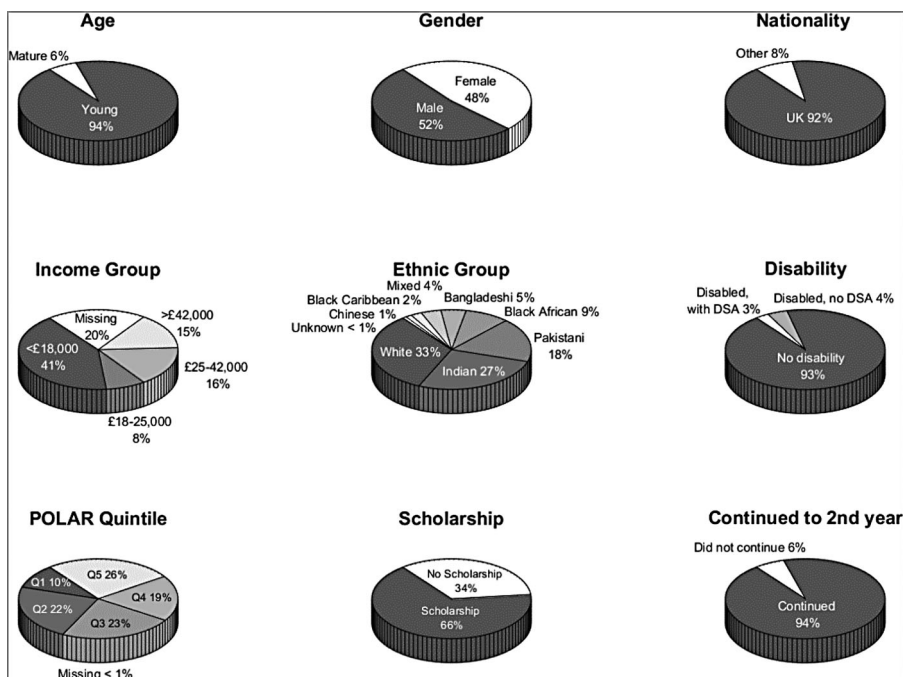 Age
Mature 6%
Young
94%
Gender
Female
48%
Male
52%
Nationality
Other 8%
UK 92%
Income Group
Missing
20%
>£42,000
15%
<£18,000
41%
£25-42,000
16%
£18-25,000
8%
Ethnic Group
Mixed 4%
Black Caribbean 2%
Bangladeshi 5%
Chinese 1%
Black African 9%
Unknown < 1%
Pakistani
18%
White 33%
Indian 27%
Disability
Disabled,
with DSA 3%
Disabled, no DSA 4%
No disability
93%
POLAR Quintile
Q5 26%
Q1 10%
Q4 19%
Q2 22%
Q3 23%
Missing < 1%
Scholarship
No Scholarship
34%
Scholarship
66%
Continued to 2nd year
Did not continue 6%
Continued
94%